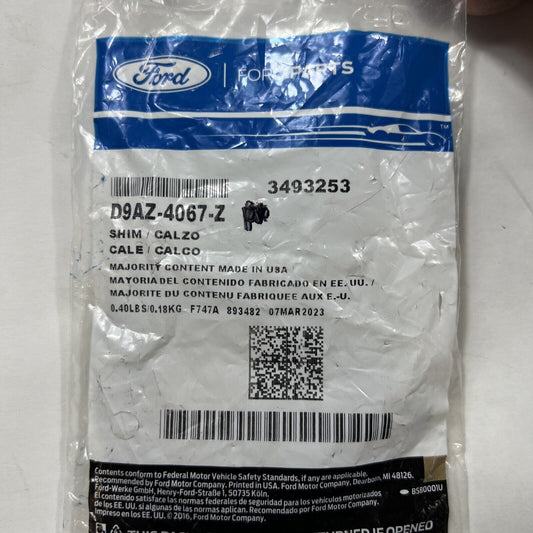 Ford | FORD PARTS
TM
3493253
D9AZ-4067-Z
SHIM / CALZO
CALE / CALCO
MAJORITY CONTENT MADE IN USA
MAYORIA DEL CONTENIDO FABRICADO EN EE. UU. /
MAJORITE DU CONTENU FABRIQUEE AUX E.-U.
0.40LBS/0.18KG F747A 893482 07MAR2023
Contents conform to Federal Motor Vehicle Safety Standards, if any are applicable.
Recommended by Ford Motor Company. Printed in USA. Ford Motor Company, Dearborn, MI 48126.
Ford-Werke GmbH, Henry-Ford-Straße 1, 50735 Köln.
El contenido satisface las normas federales de seguridad para los vehículos motorizados
de los EE. UU. si algunas de las normas aplican. Recomendado por Ford Motor Company.
Impreso en los EE. UU. © 2016, Ford Motor Company.
BSB0001U
RETURNED IF OPENED